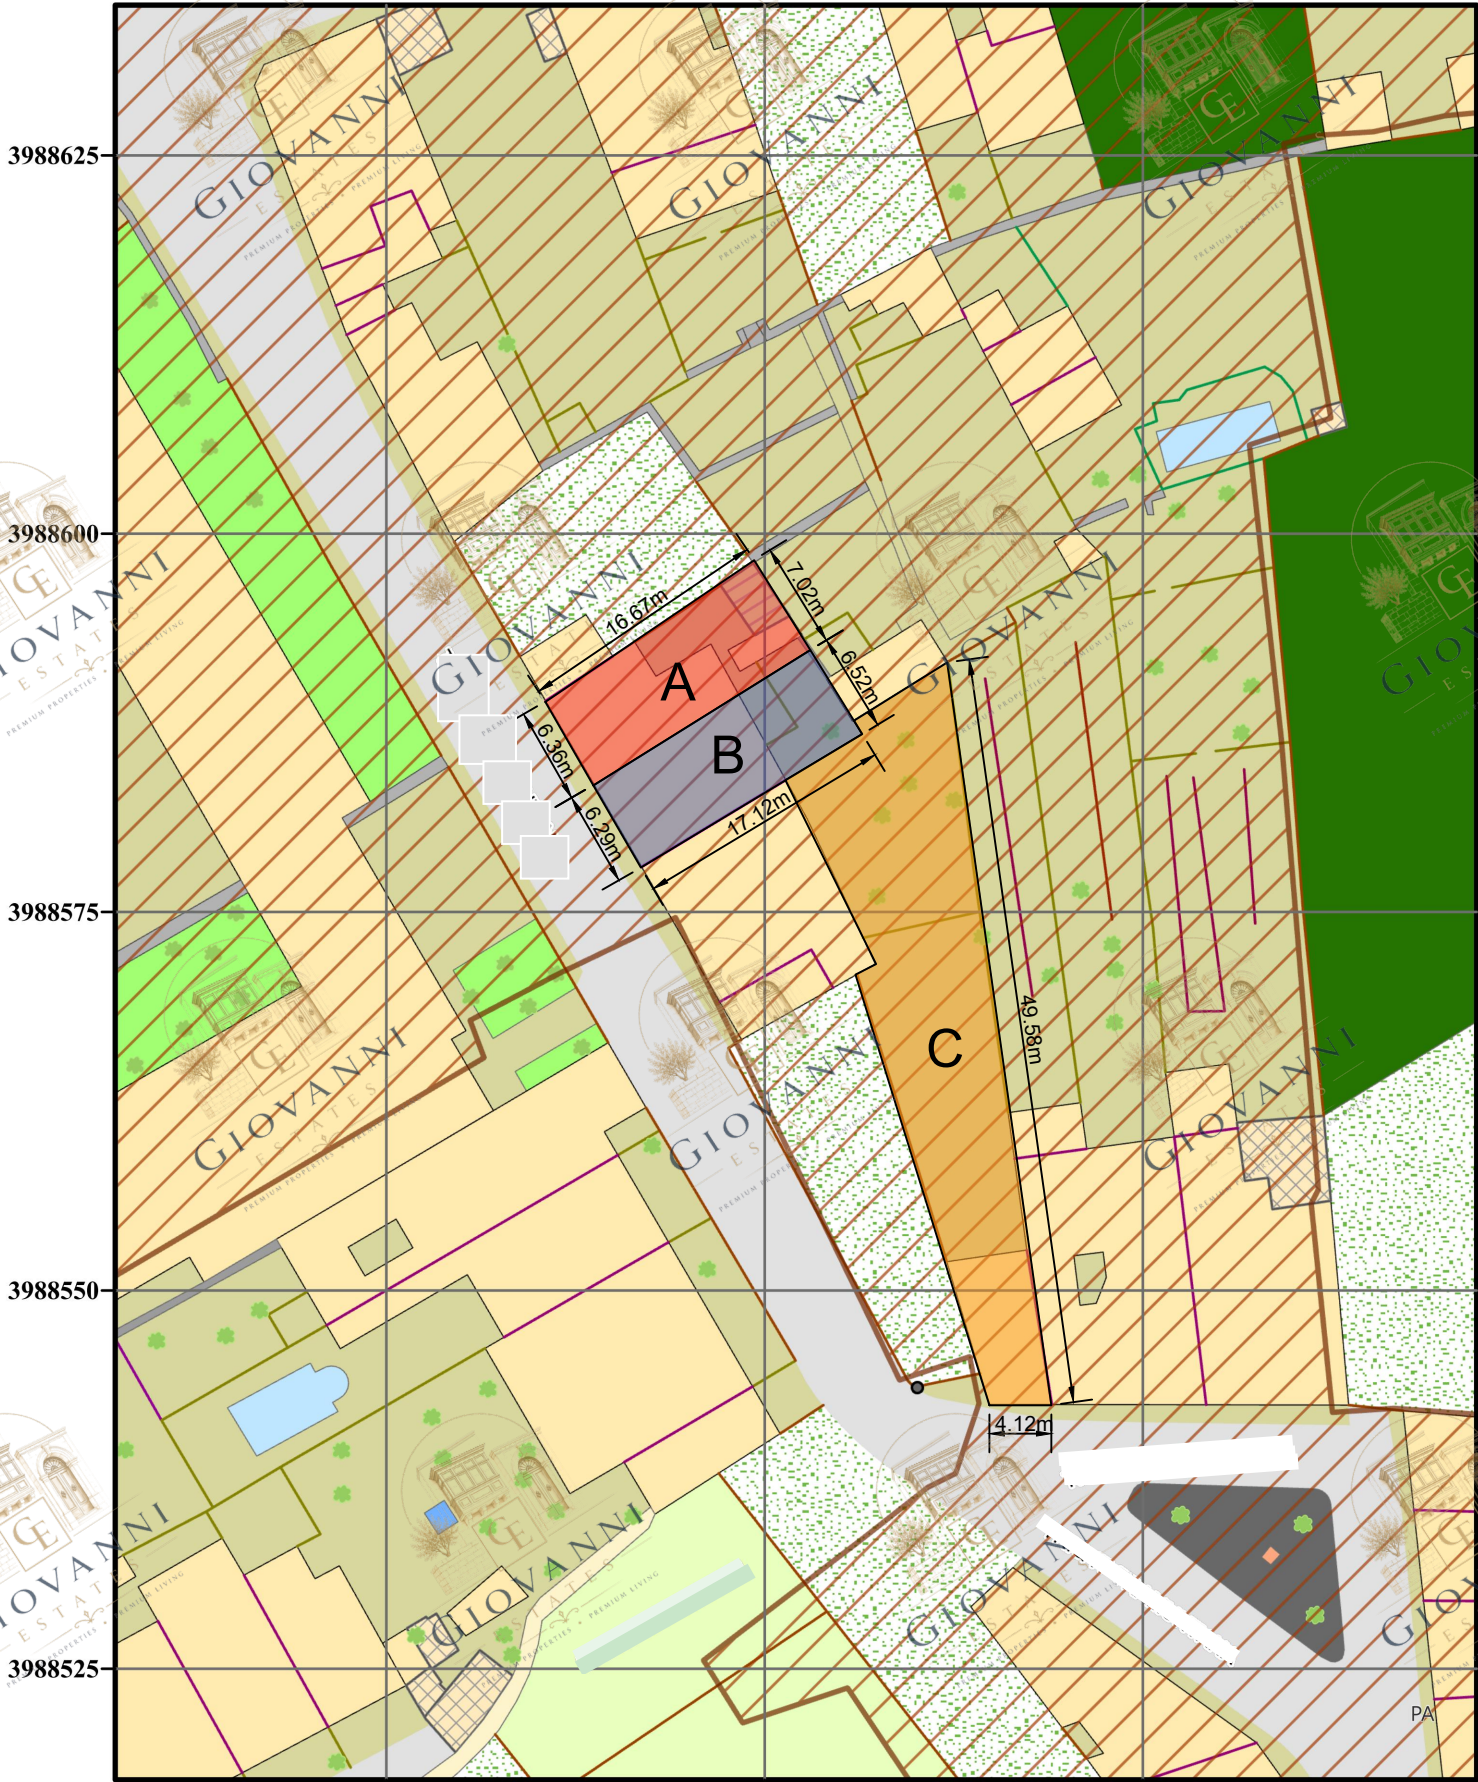 3988625
3988600
3988575
3988550
3988525
16.67m
7.02m
6.52m
A
6.36m
B
6.29m
17.12m
C
49.58m
4.12m
PA
GIOVANNI
ESTATES
PREMIUM PROPERTIES • PREMIUM LIVING